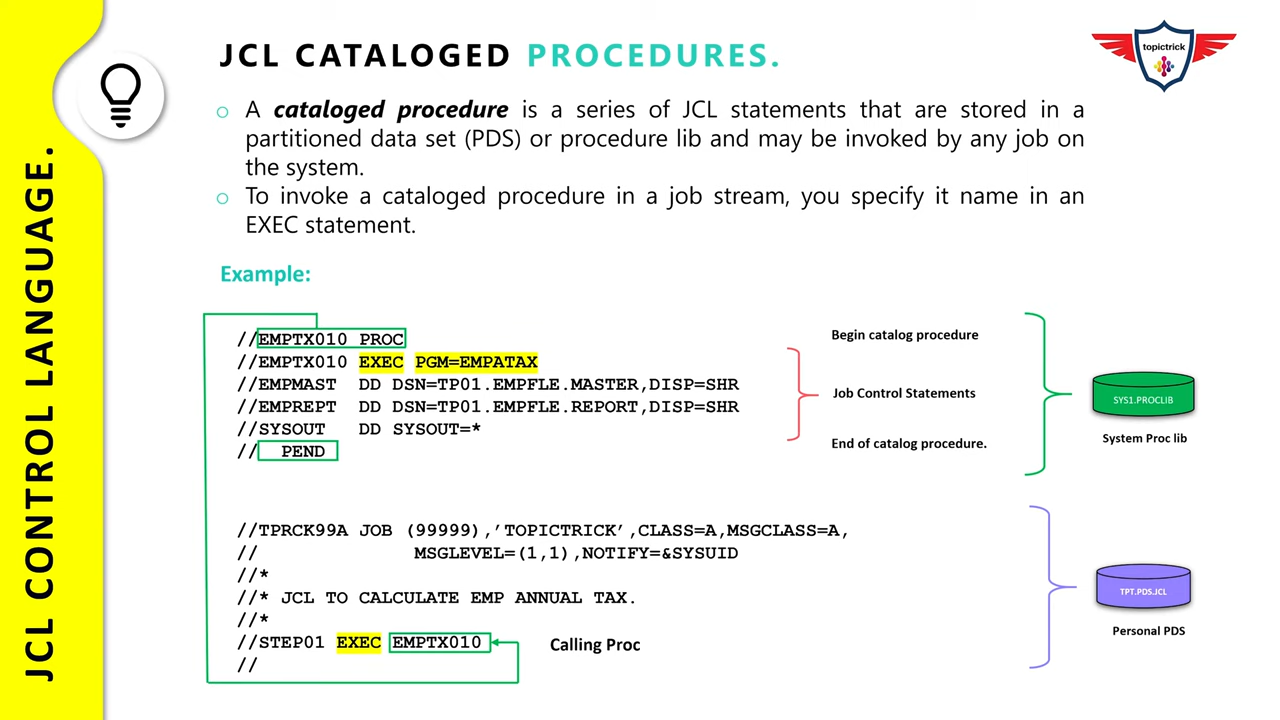 JCL CONTROL LANGUAGE.
JCL CATALOGED PROCEDURES.
topictrick
o A cataloged procedure is a series of JCL statements that are stored in a
partitioned data set (PDS) or procedure lib and may be invoked by any job on
the system.
o To invoke a cataloged procedure in a job stream, you specify it name in an
EXEC statement.
Example:
//EMPTX010 PROC
//EMPTX010 EXEC PGM=EMPATAX
//EMPMAST  DD DSN=TP01.EMPFLE.MASTER,DISP=SHR
//EMPREPT  DD DSN=TP01.EMPFLE.REPORT,DISP=SHR
//SYSOUT   DD SYSOUT=*
//  PEND
Begin catalog procedure
Job Control Statements
End of catalog procedure.
SYS1.PROCLIB
System Proc lib
//TPRCK99A JOB (99999),’TOPICTRICK’,CLASS=A,MSGCLASS=A,
//              MSGLEVEL=(1,1),NOTIFY=&SYSUID
//*
//* JCL TO CALCULATE EMP ANNUAL TAX.
//*
//STEP01 EXEC EMPTX010
//
Calling Proc
TPT.PDS.JCL
Personal PDS